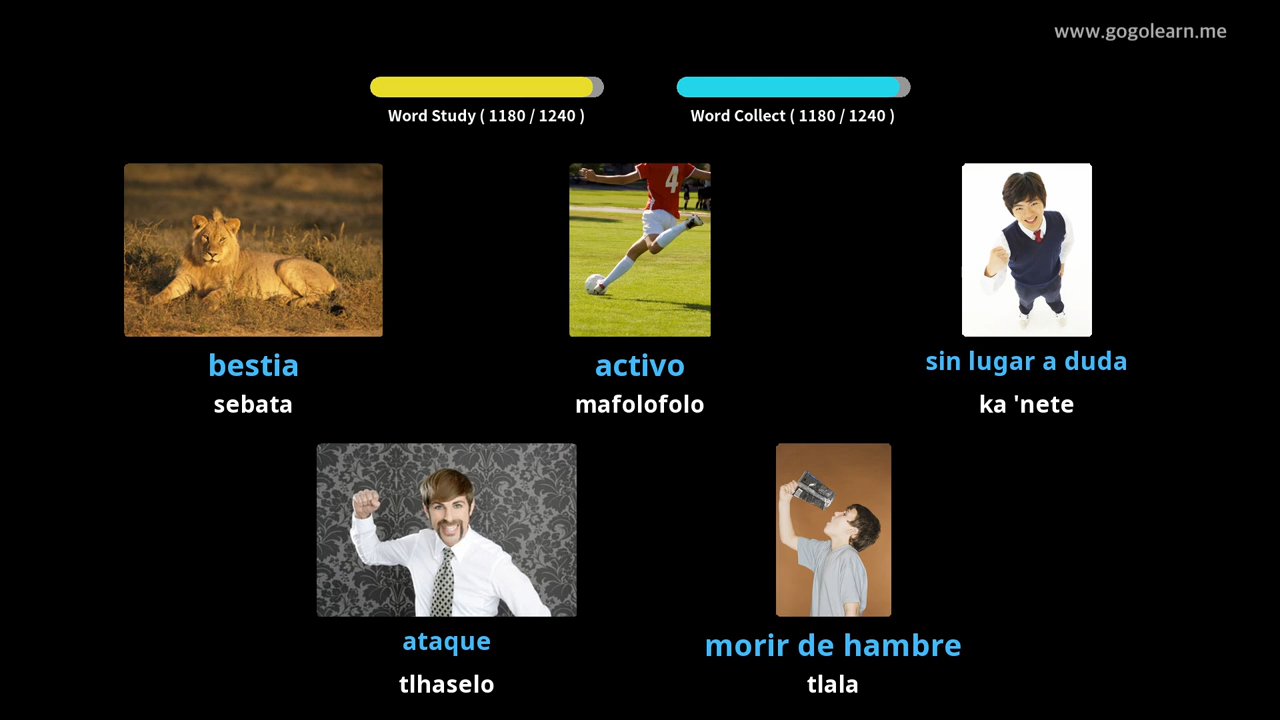 www.gogolearn.me
Word Study ( 1180 / 1240 )
Word Collect ( 1180 / 1240 )
4
bestia
activo
sin lugar a duda
sebata
mafolofolo
ka 'nete
ataque
morir de hambre
tlhaselo
tlala